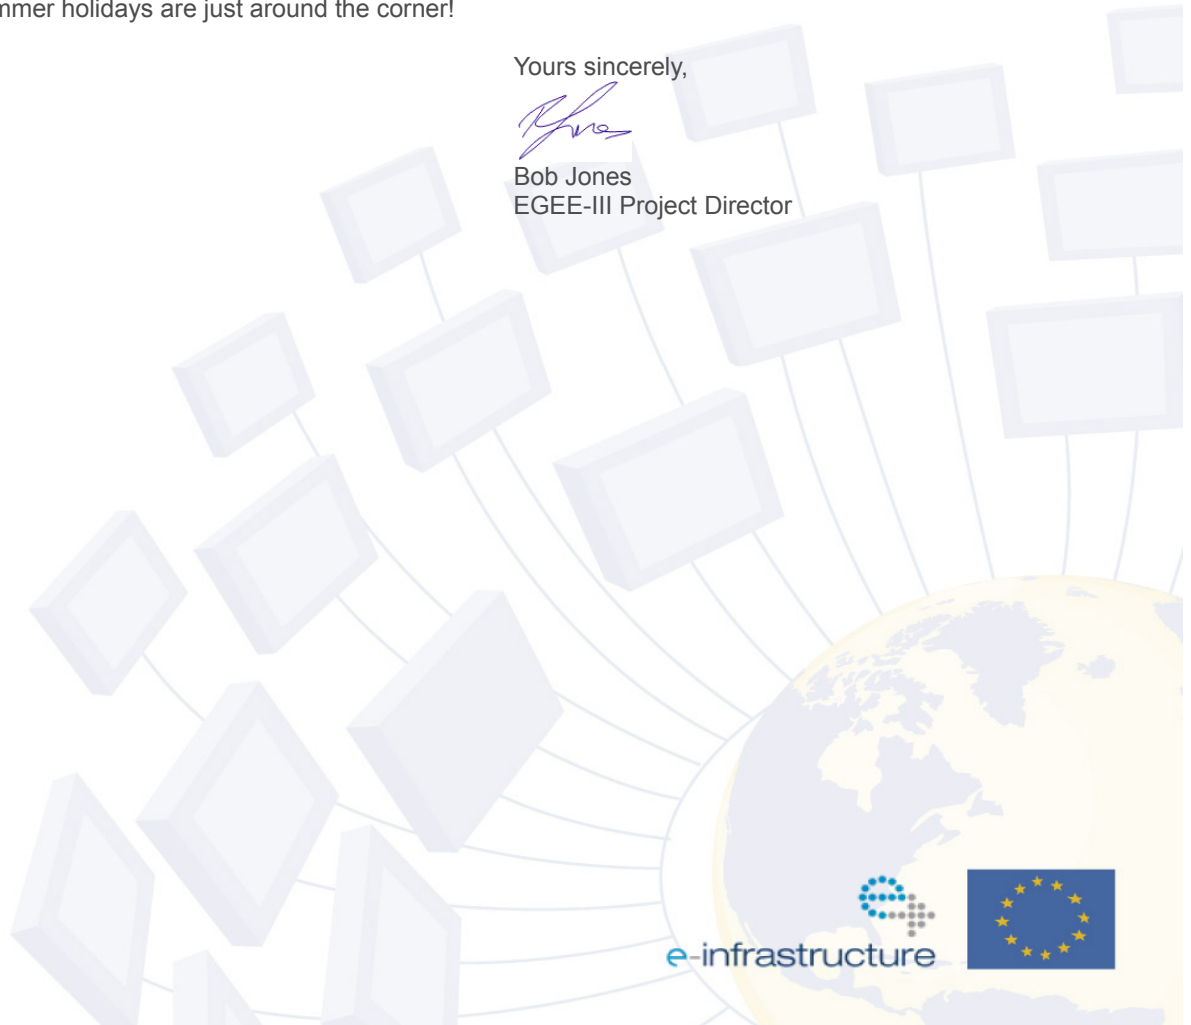 mmer holidays are just around the corner!
Yours sincerely,
Bob Jones
EGEE-III Project Director
e-infrastructure